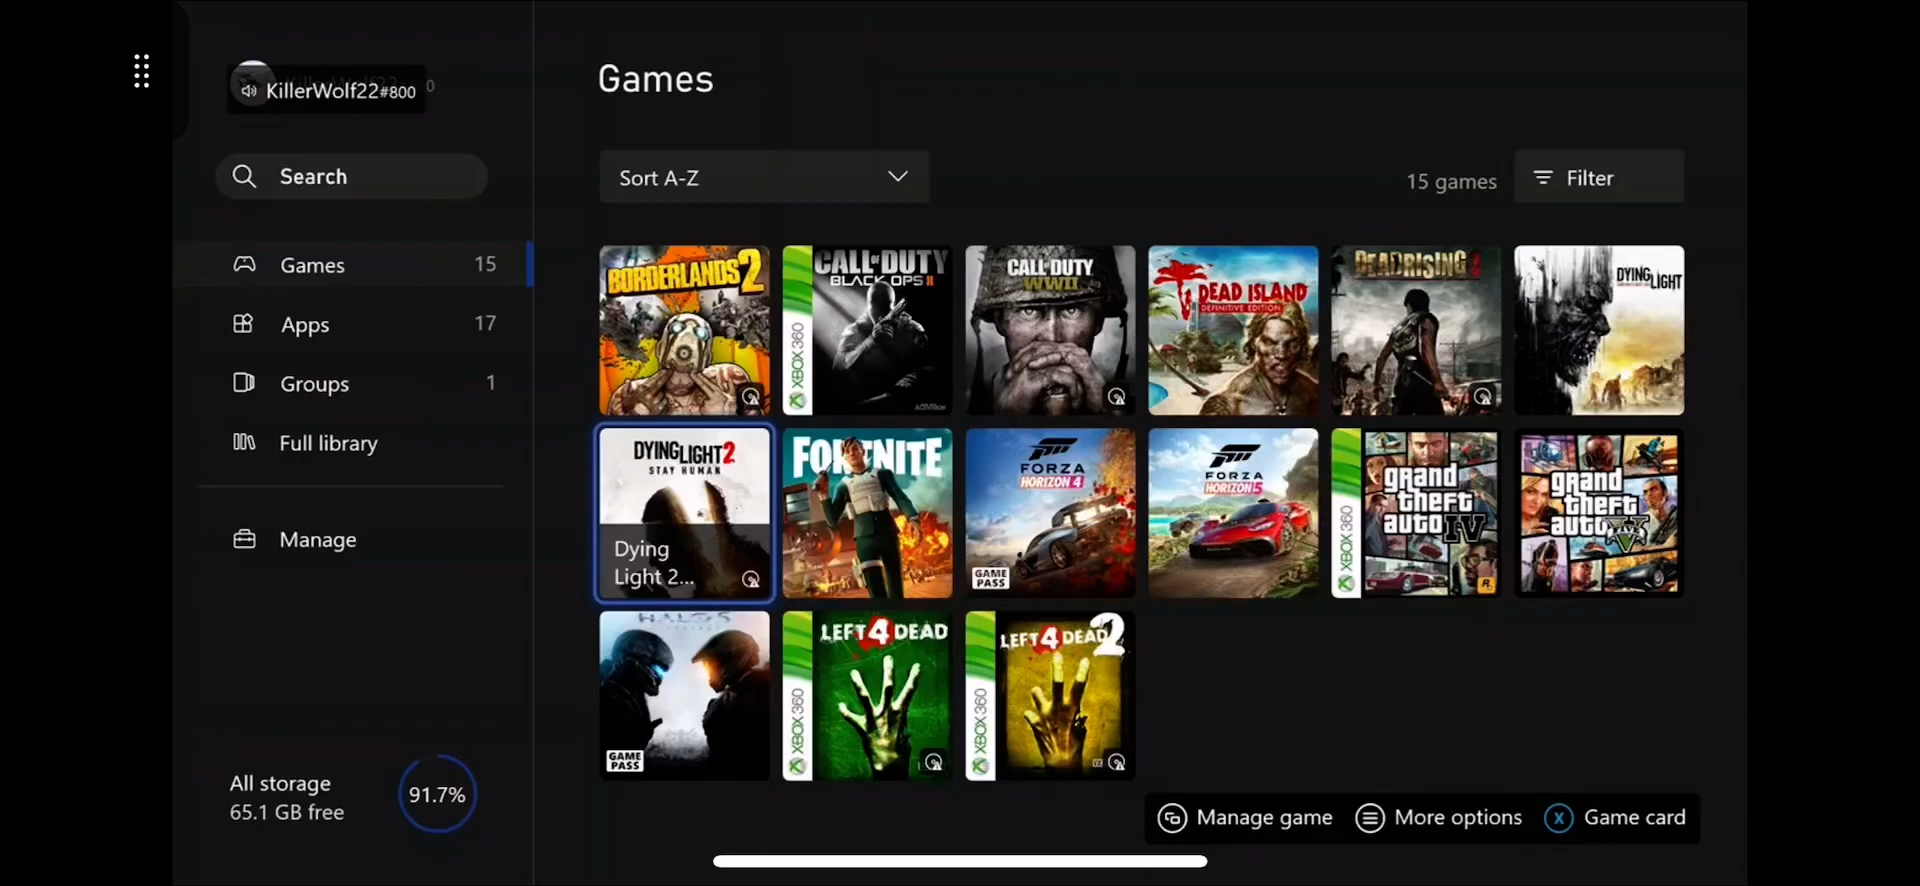 KillerWolf22#800
Search
Games 15
Apps 17
Groups 1
Full library
Manage
All storage
65.1 GB free
91.7%
Games
Sort A-Z
15 games
Filter
BORDERLANDS 2
CALL OF DUTY
BLACK OPS II
XBOX 360
ACTIVISION
CALL OF DUTY
WWII
DEAD ISLAND
DEFINITIVE EDITION
DEADRISING
DYING
LIGHT
DYING LIGHT 2
STAY HUMAN
Dying
Light 2...
FORTNITE
FORZA
HORIZON 4
GAME
PASS
FORZA
HORIZON 5
XBOX 360
grand
theft
auto IV
R
grand
theft
auto V
HALO 5
GAME
PASS
XBOX 360
LEFT 4 DEAD
XBOX 360
LEFT 4 DEAD 2
Manage game
More options
X Game card